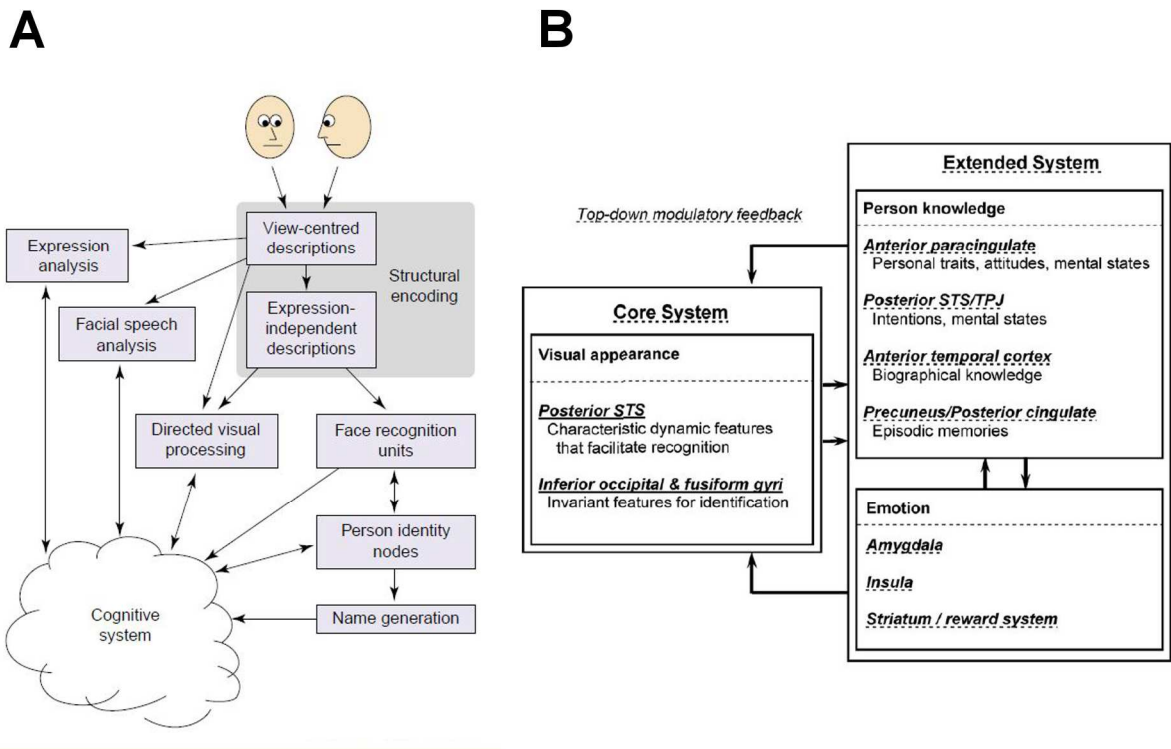 A
View-centred
descriptions
Expression
analysis
Structural
encoding
Expression-
independent
descriptions
Facial speech
analysis
Directed visual
processing
Face recognition
units
Person identity
nodes
Name generation
Cognitive
system
B
Top-down modulatory feedback
Core System
Visual appearance
Posterior STS
Characteristic dynamic features
that facilitate recognition
Inferior occipital & fusiform gyri
Invariant features for identification
Extended System
Person knowledge
Anterior paracingulate
Personal traits, attitudes, mental states
Posterior STS/TPJ
Intentions, mental states
Anterior temporal cortex
Biographical knowledge
Precuneus/Posterior cingulate
Episodic memories
Emotion
Amygdala
Insula
Striatum / reward system